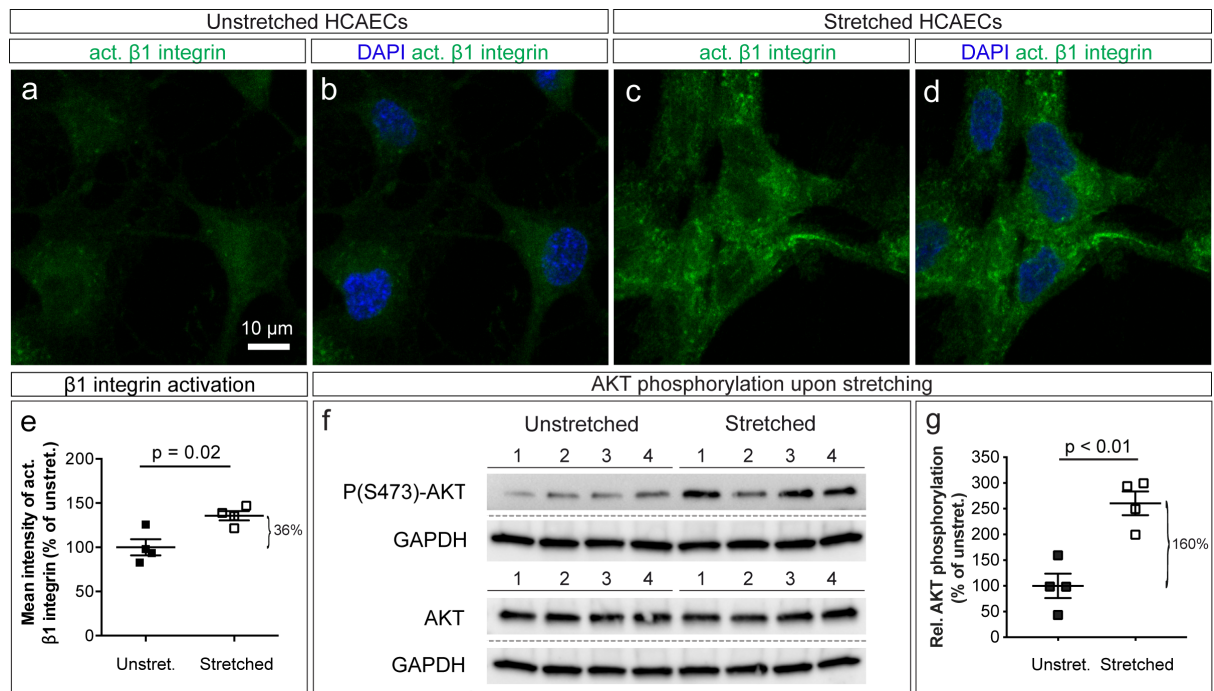 Unstretched HCAECs
Stretched HCAECs
act. β1 integrin
DAPI act. β1 integrin
act. β1 integrin
DAPI act. β1 integrin
a
b
c
d
10 µm
β1 integrin activation
AKT phosphorylation upon stretching
e
Mean intensity of act.
β1 integrin (% of unstret.)
200
150
100
50
0
p = 0.02
36%
Unstret.
Stretched
f
Unstretched
Stretched
1 2 3 4 1 2 3 4
P(S473)-AKT
GAPDH
1 2 3 4 1 2 3 4
AKT
GAPDH
g
Rel. AKT phosphorylation
(% of unstret.)
350
300
250
200
150
100
50
0
p < 0.01
160%
Unstret.
Stretched